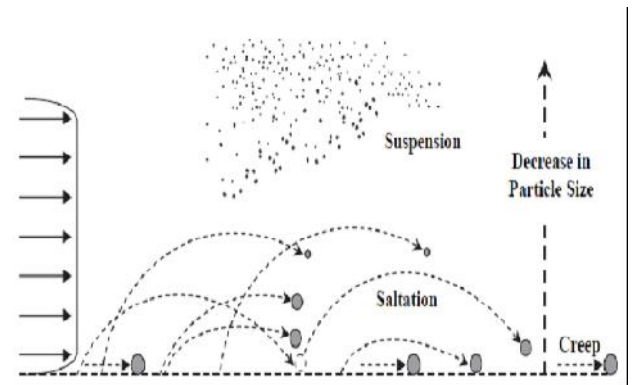 Suspension
Decrease in
Particle Size
Saltation
Creep